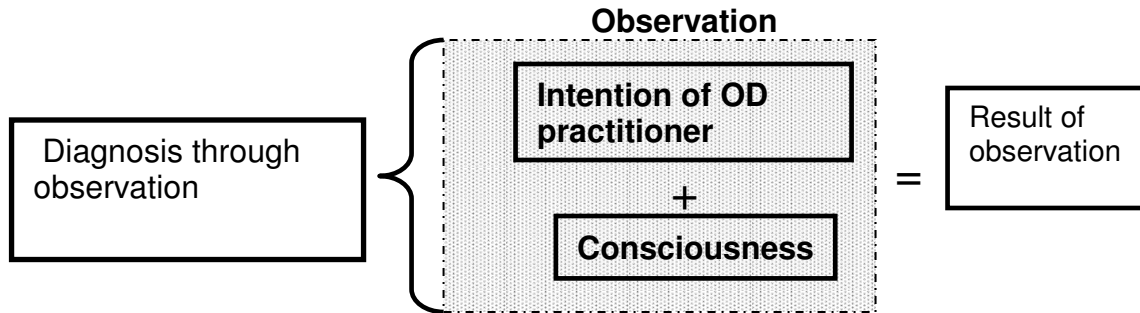 Observation
Diagnosis through
observation
Intention of OD
practitioner
+
Consciousness
=
Result of
observation